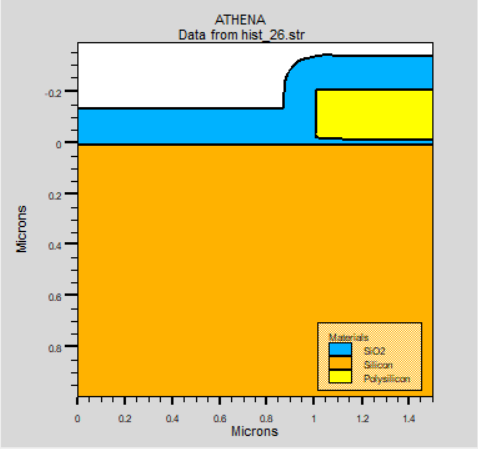 ATHENA
Data from hist_26.str
-0.2
0
0.2
0.4
0.6
0.8
Microns
Materials
SiO2
Silicon
Polysilicon
0 0.2 0.4 0.6 0.8 1 1.2 1.4
Microns